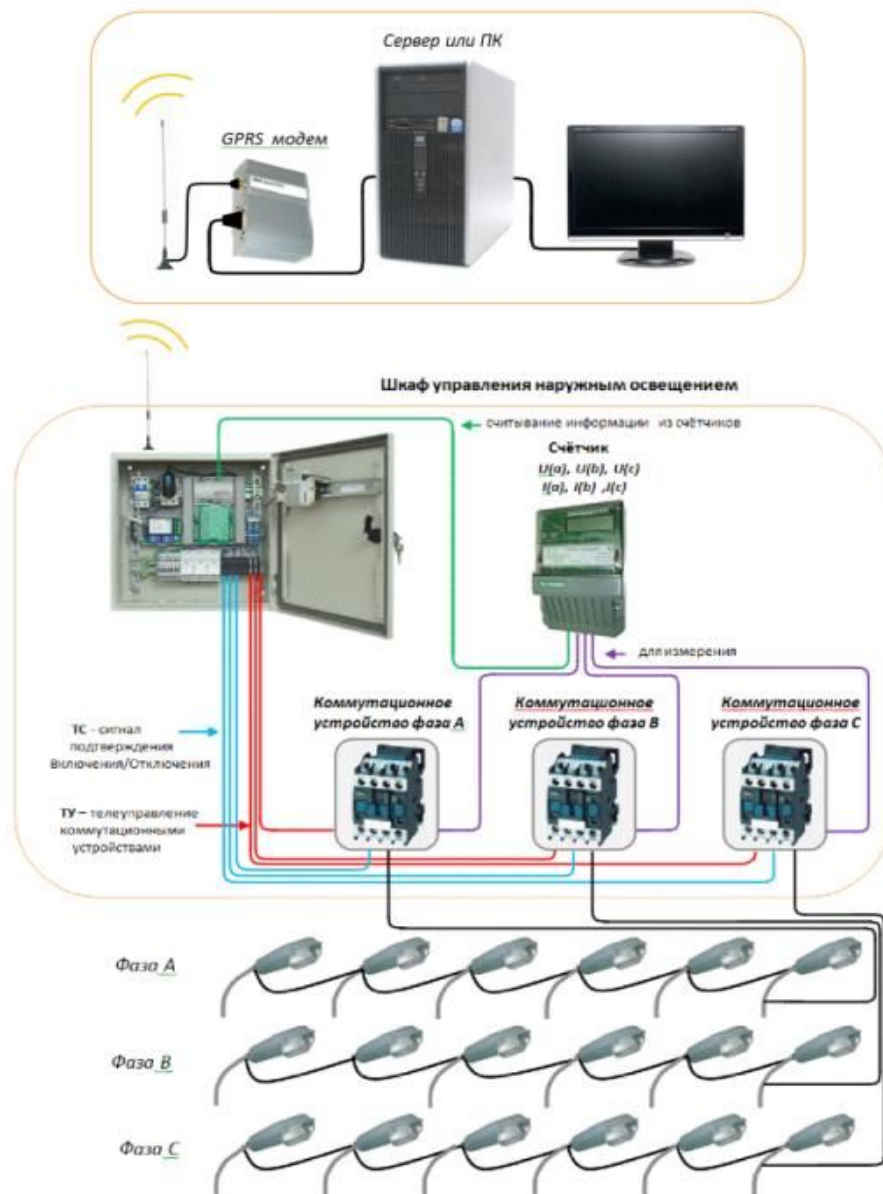 Сервер или ПК
GPRS модем
Шкаф управления наружным освещением
считывание информации из счётчиков
Счётчик
U(a), U(b), U(c)
I(a), I(b) ,I(c)
для измерения
Коммутационное
устройство фаза А
Коммутационное
устройство фаза В
Коммутационное
устройство фаза С
ТС - сигнал
подтверждения
Включения/Отключения
ТУ – телеуправление
коммутационными
устройствами
Фаза А
Фаза В
Фаза С